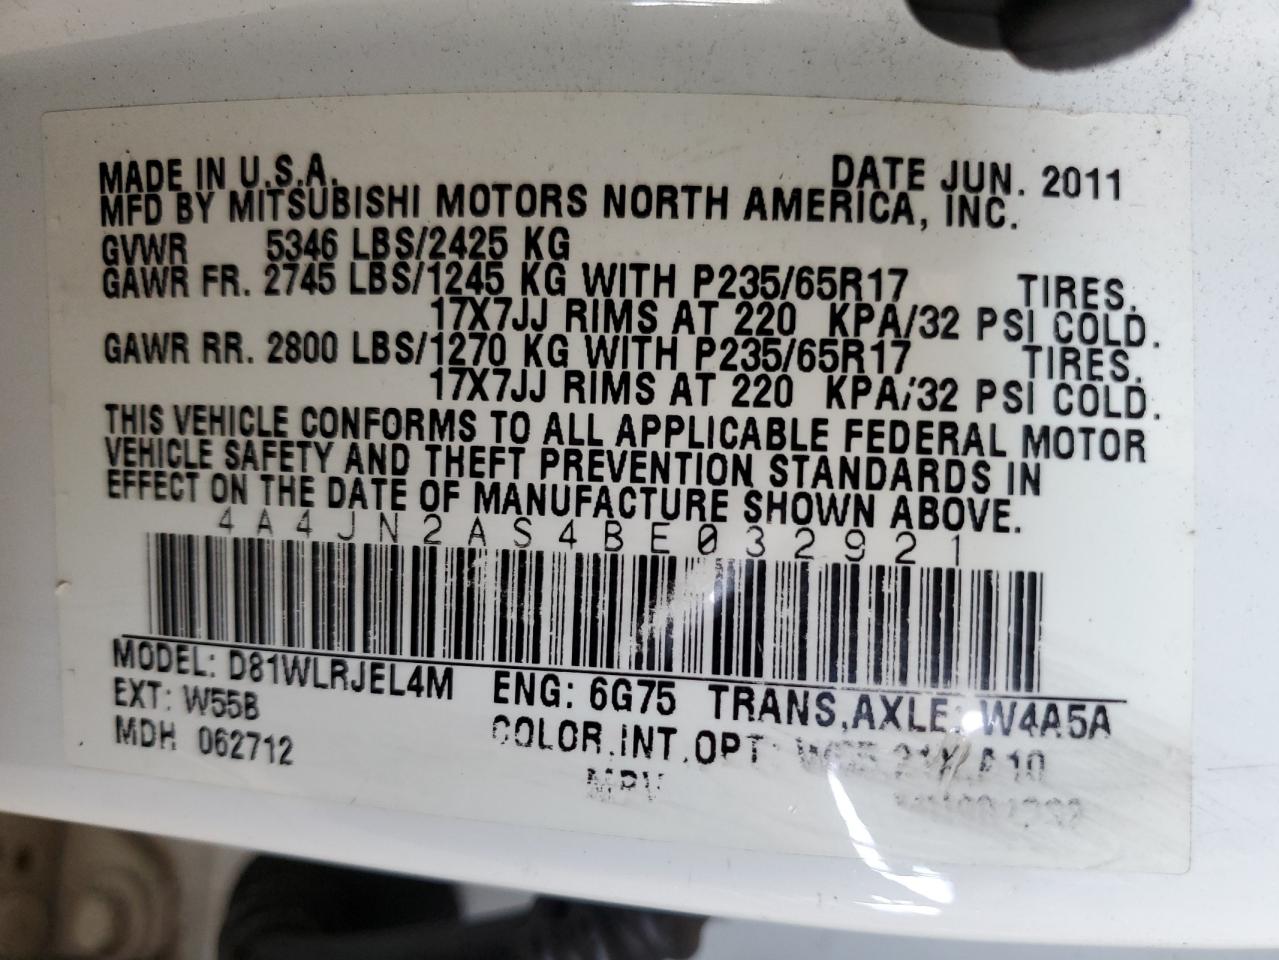 MADE IN U.S.A. DATE JUN. 2011
MFD BY MITSUBISHI MOTORS NORTH AMERICA, INC.
GVWR 5346 LBS/2425 KG
GAWR FR. 2745 LBS/1245 KG WITH P235/65R17 TIRES.
17X7JJ RIMS AT 220 KPA/32 PSI COLD.
GAWR RR. 2800 LBS/1270 KG WITH P235/65R17 TIRES.
17X7JJ RIMS AT 220 KPA/32 PSI COLD.
THIS VEHICLE CONFORMS TO ALL APPLICABLE FEDERAL MOTOR
VEHICLE SAFETY AND THEFT PREVENTION STANDARDS IN
EFFECT ON THE DATE OF MANUFACTURE SHOWN ABOVE.
4A4JN2AS4BE032921
MODEL: D81WLRJEL4M ENG: 6G75 TRANS,AXLE: W4A5A
EXT: W55B COLOR.INT.OPT: A10
MDH 062712 MPV